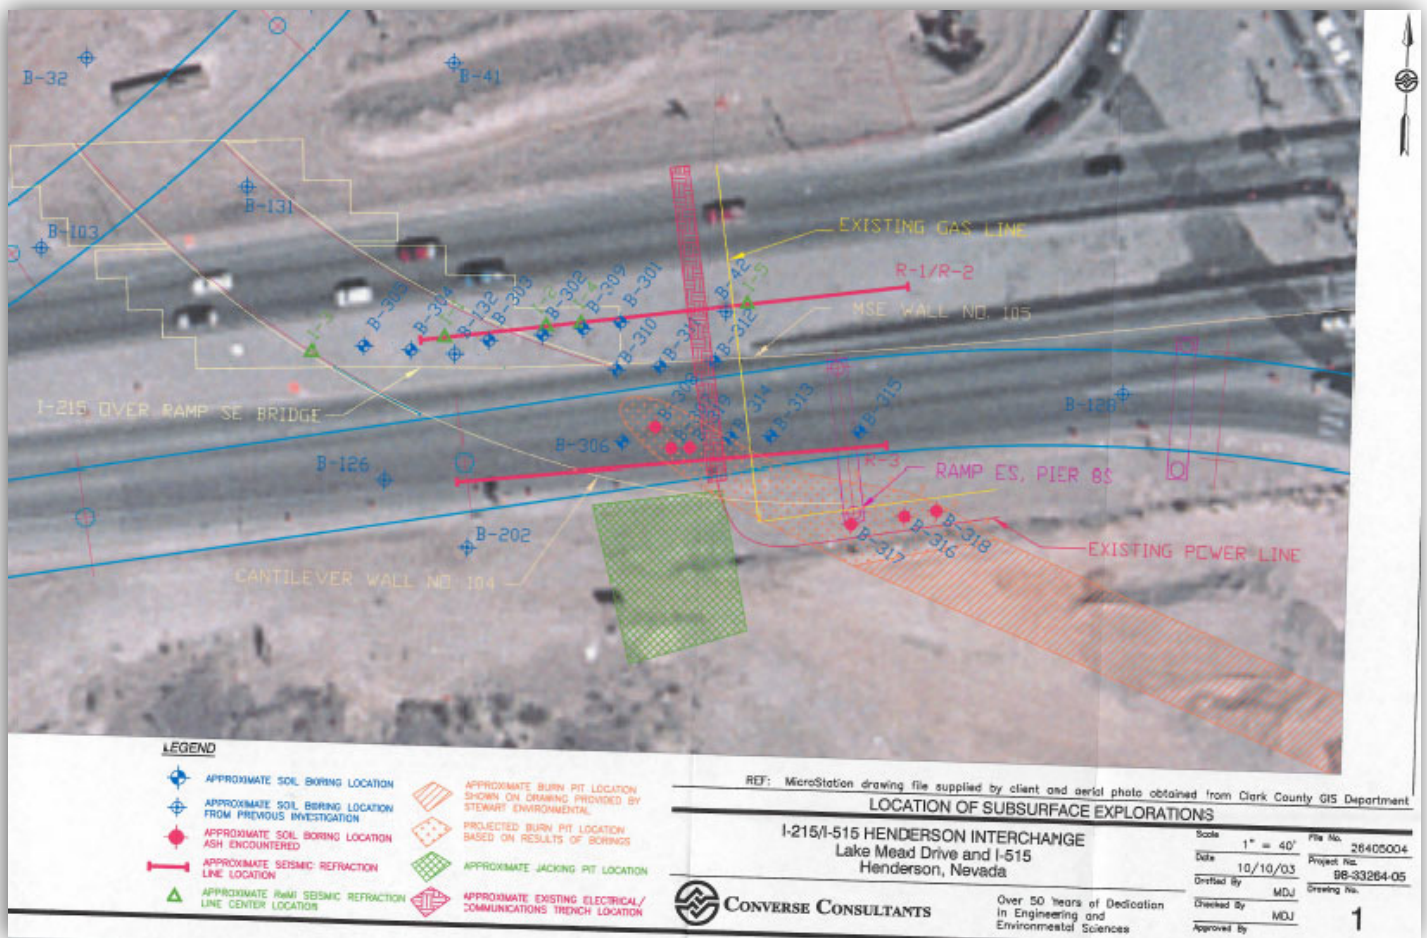 B-32
B-41
B-131
B-103
EXISTING GAS LINE
R-1/R-2
B-42
1-5
B-301
B-309
B-302
1-2
B-303
B-132
B-304
B-305
MSE WALL NO. 105
B-310
B-312
I-215 OVER RAMP SE BRIDGE
B-308
B-319
B-314
B-313
B-315
B-128
B-306
B-126
R-3
RAMP ES, PIER 8S
B-202
B-317
B-316
B-318
EXISTING POWER LINE
CANTILEVER WALL NO. 104
LEGEND
APPROXIMATE SOIL BORING LOCATION
APPROXIMATE SOIL BORING LOCATION
FROM PREVIOUS INVESTIGATION
APPROXIMATE SOIL BORING LOCATION
ASH ENCOUNTERED
APPROXIMATE SEISMIC REFRACTION
LINE LOCATION
APPROXIMATE ReMi SEISMIC REFRACTION
LINE CENTER LOCATION
APPROXIMATE BURN PIT LOCATION
SHOWN ON DRAWING PROVIDED BY
STEWART ENVIRONMENTAL
PROJECTED BURN PIT LOCATION
BASED ON RESULTS OF BORINGS
APPROXIMATE JACKING PIT LOCATION
APPROXIMATE EXISTING ELECTRICAL/
COMMUNICATIONS TRENCH LOCATION
REF: MicroStation drawing file supplied by client and aerial photo obtained from Clark County GIS Department
LOCATION OF SUBSURFACE EXPLORATIONS
I-215/I-515 HENDERSON INTERCHANGE
Lake Mead Drive and I-515
Henderson, Nevada
Scale
1" = 40'
File No.
26405004
Date
10/10/03
Project No.
98-33264-05
Drafted By
MDJ
Drawing No.
1
Checked By
MDJ
Approved By
CONVERSE CONSULTANTS
Over 50 Years of Dedication
in Engineering and
Environmental Sciences